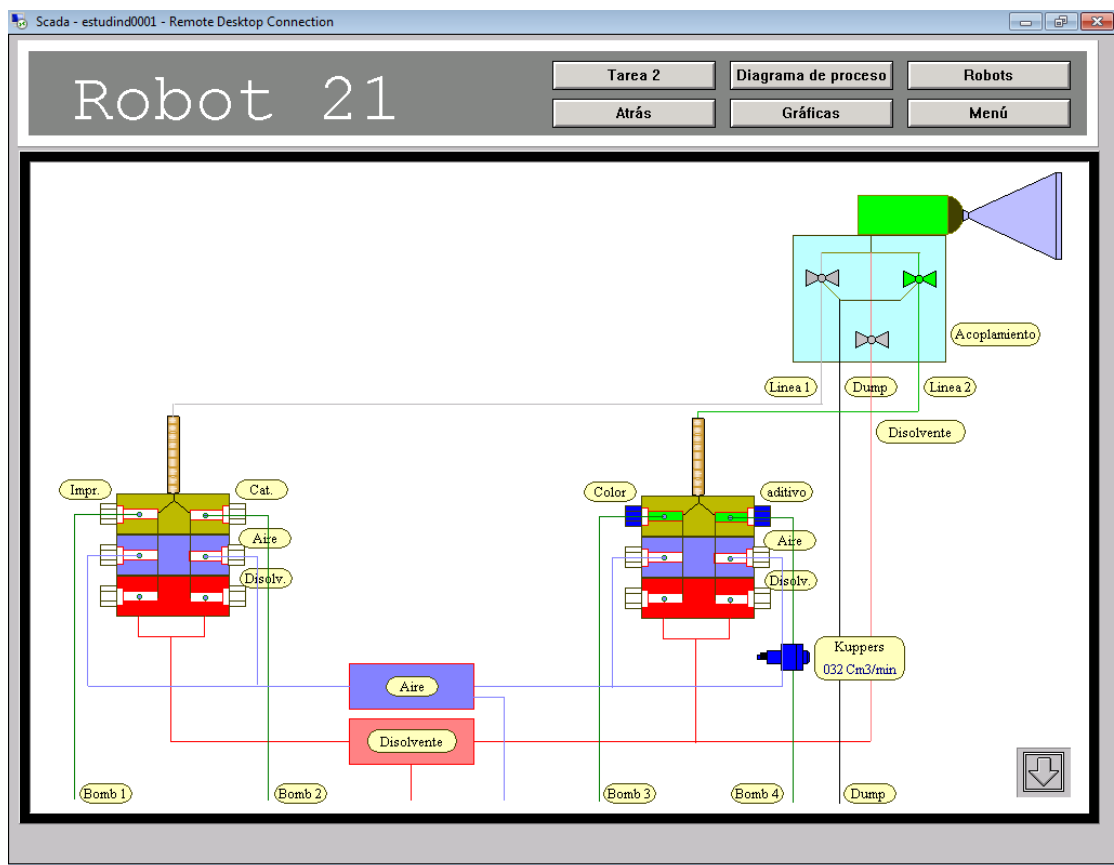 Scada - estudind0001 - Remote Desktop Connection
Robot 21
Tarea 2
Diagrama de proceso
Robots
Atrás
Gráficas
Menú
Acoplamiento
Linea 1
Dump
Linea 2
Disolvente
Impr.
Cat.
Color
aditivo
Aire
Aire
Disolv.
Disolv.
Kuppers
032 Cm3/min
Aire
Disolvente
Bomb 1
Bomb 2
Bomb 3
Bomb 4
Dump